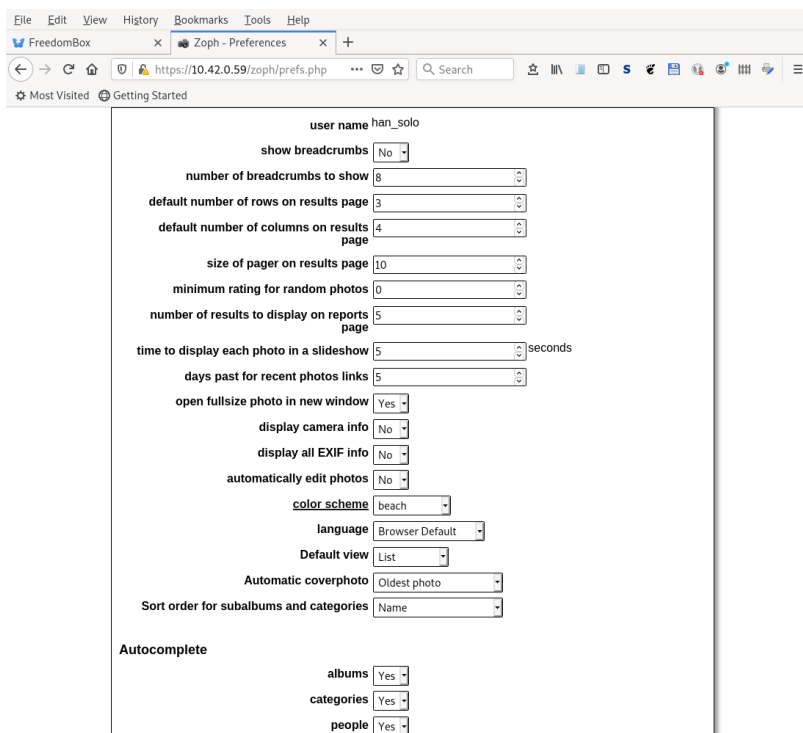 File Edit View History Bookmarks Tools Help
FreedomBox × Zoph - Preferences × +
https://10.42.0.59/zoph/prefs.php ··· Search
Most Visited Getting Started
user name han_solo
show breadcrumbs No
number of breadcrumbs to show 8
default number of rows on results page 3
default number of columns on results 4
page
size of pager on results page 10
minimum rating for random photos 0
number of results to display on reports 5
page
time to display each photo in a slideshow 5 seconds
days past for recent photos links 5
open fullsize photo in new window Yes
display camera info No
display all EXIF info No
automatically edit photos No
color scheme beach
language Browser Default
Default view List
Automatic coverphoto Oldest photo
Sort order for subalbums and categories Name
Autocomplete
albums Yes
categories Yes
people Yes